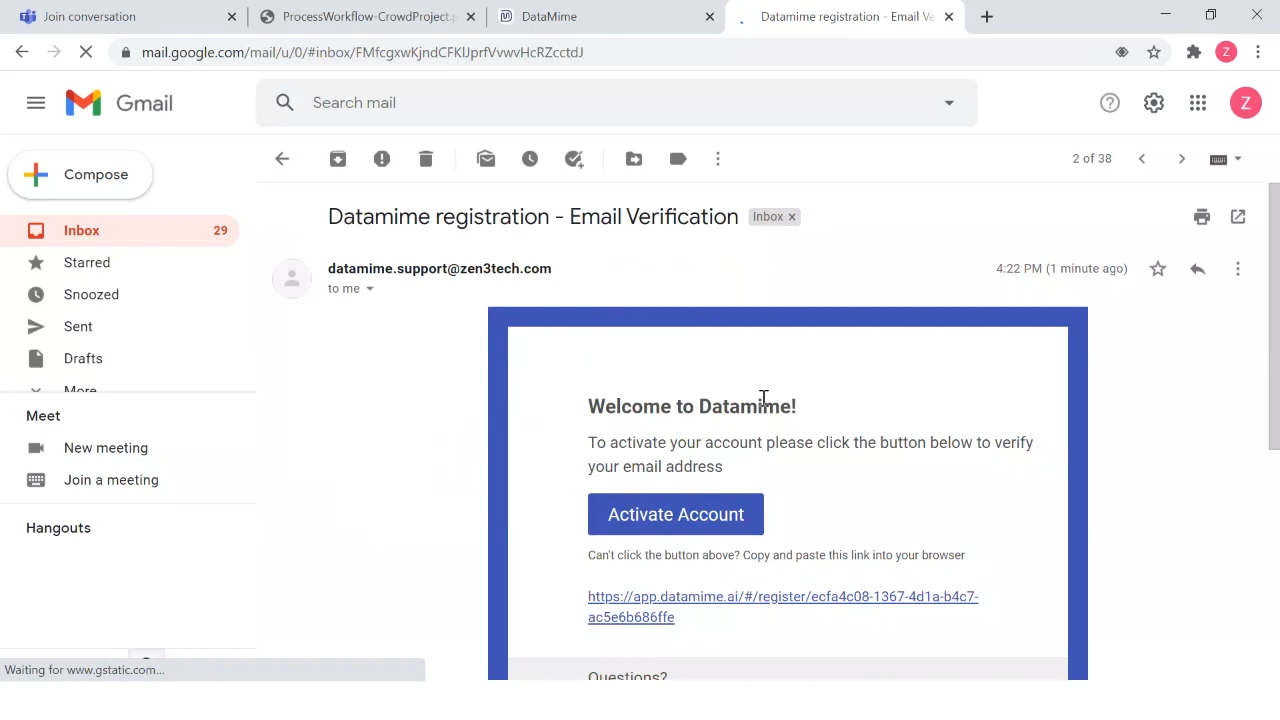 Join conversation
ProcessWorkflow-CrowdProject.p
DataMime
Datamime registration - Email Ve
mail.google.com/mail/u/0/#inbox/FMfcgxwKjndCFKlJprfVvwvHcRZcctdJ
Z
Gmail
Search mail
Z
Compose
2 of 38
Inbox 29
Starred
Snoozed
Sent
Drafts
More
Meet
New meeting
Join a meeting
Hangouts
Datamime registration - Email Verification Inbox x
datamime.support@zen3tech.com
4:22 PM (1 minute ago)
to me
Welcome to Datamime!
To activate your account please click the button below to verify
your email address
Activate Account
Can't click the button above? Copy and paste this link into your browser
https://app.datamime.ai/#/register/ecfa4c08-1367-4d1a-b4c7-
ac5e6b686ffe
Questions?
Waiting for www.gstatic.com...